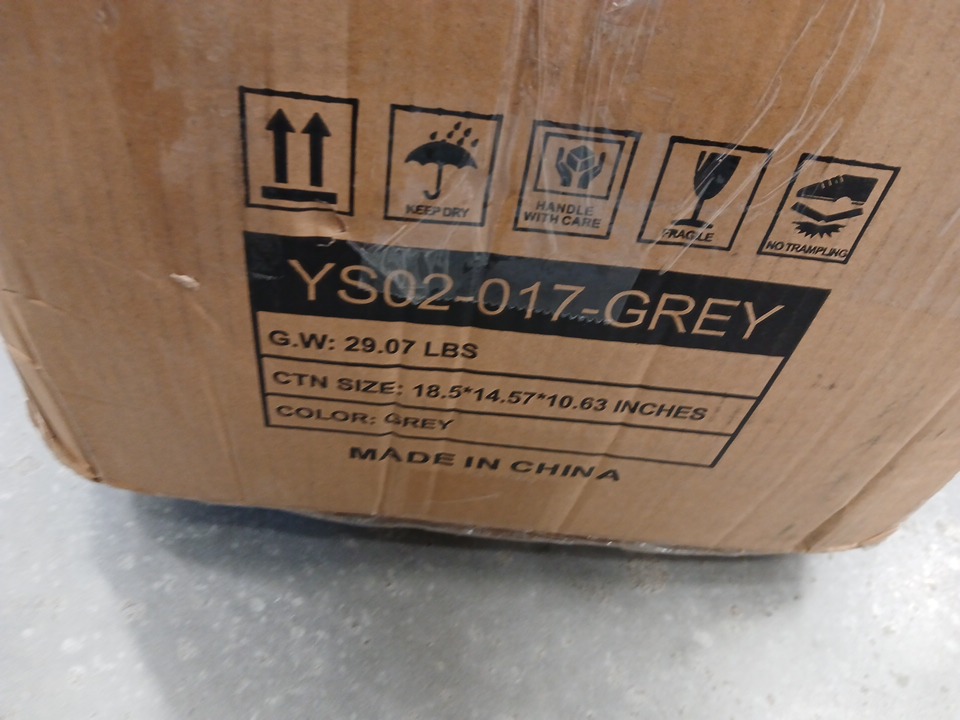 KEEP DRY
HANDLE
WITH CARE
FRAGILE
NO TRAMPLING
YS02-017-GREY
G.W: 29.07 LBS
CTN SIZE: 18.5*14.57*10.63 INCHES
COLOR: GREY
MADE IN CHINA